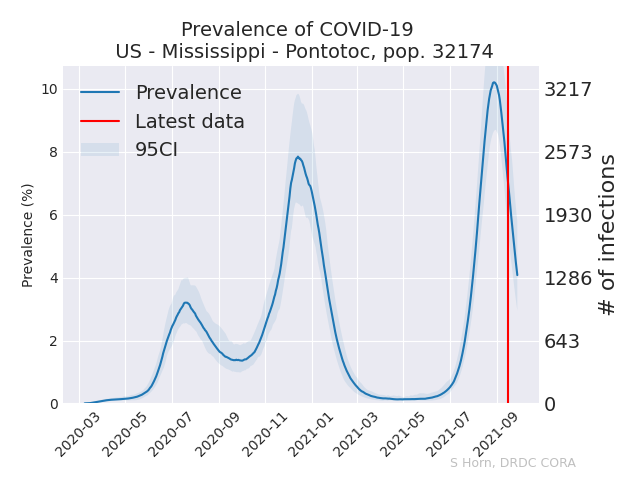 Prevalence of COVID-19
US - Mississippi - Pontotoc, pop. 32174
Prevalence
Latest data
95CI
Prevalence (%)
10
8
6
4
2
0
3217
2573
1930
1286
643
0
# of infections
2020-03
2020-05
2020-07
2020-09
2020-11
2021-01
2021-03
2021-05
2021-07
2021-09
S Horn, DRDC CORA